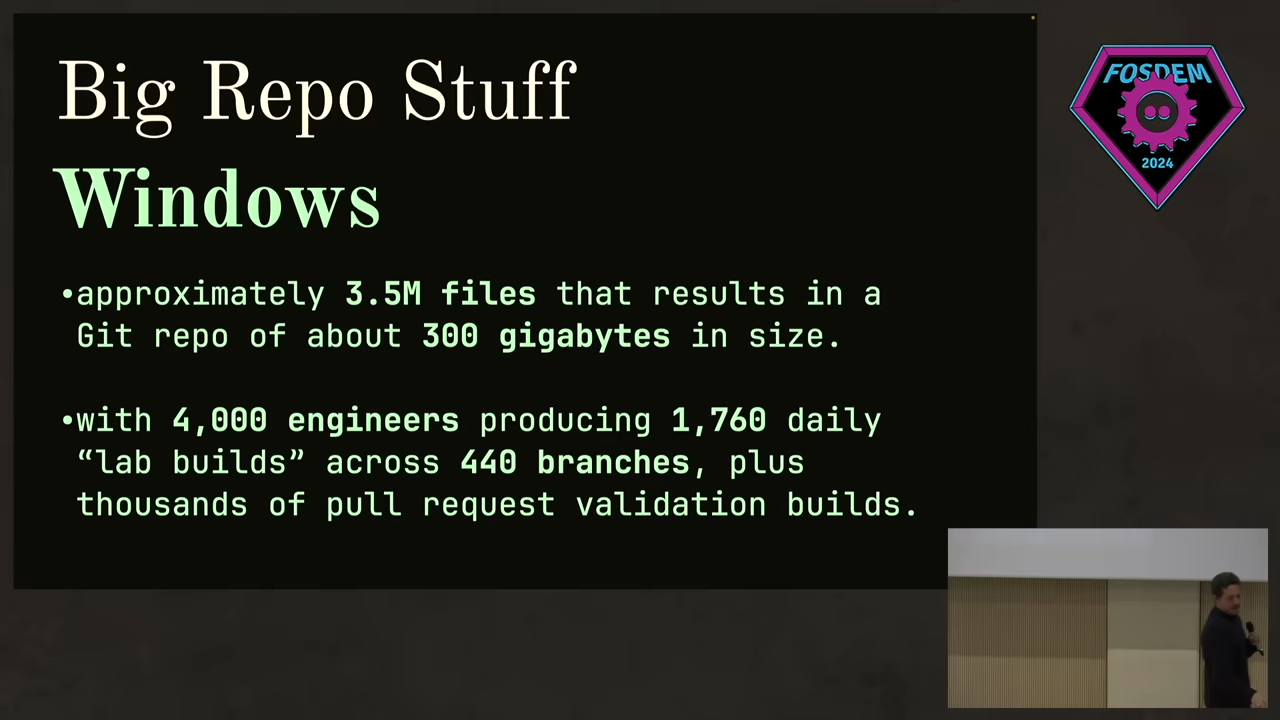 Big Repo Stuff
Windows
•approximately 3.5M files that results in a
Git repo of about 300 gigabytes in size.
•with 4,000 engineers producing 1,760 daily
“lab builds” across 440 branches, plus
thousands of pull request validation builds.
FOSDEM
2024